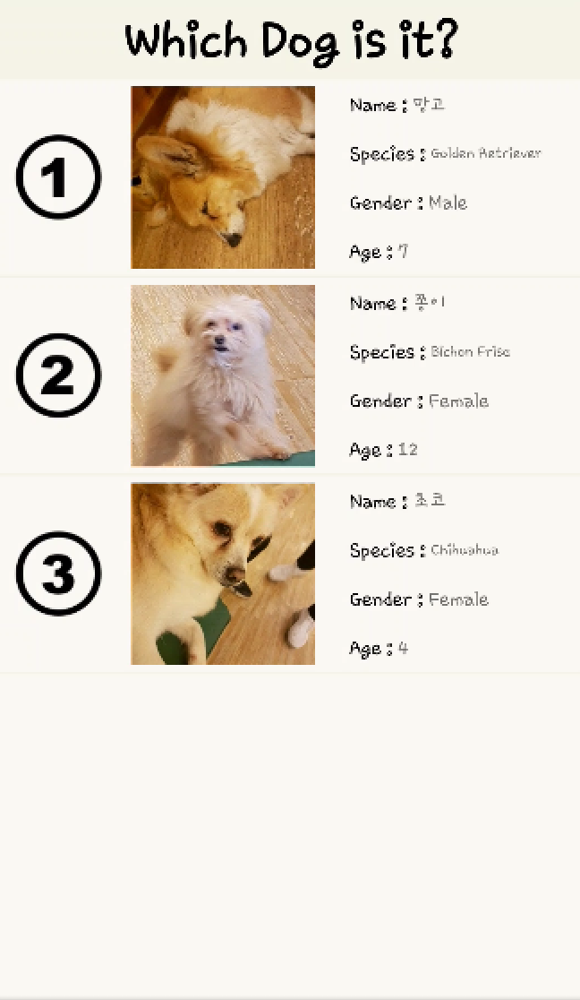 Which Dog is it?
1
Name : 망고
Species : Golden Retriever
Gender : Male
Age : 7
2
Name : 쫑이
Species : Bichon Frise
Gender : Female
Age : 12
3
Name : 초코
Species : Chihuahua
Gender : Female
Age : 4